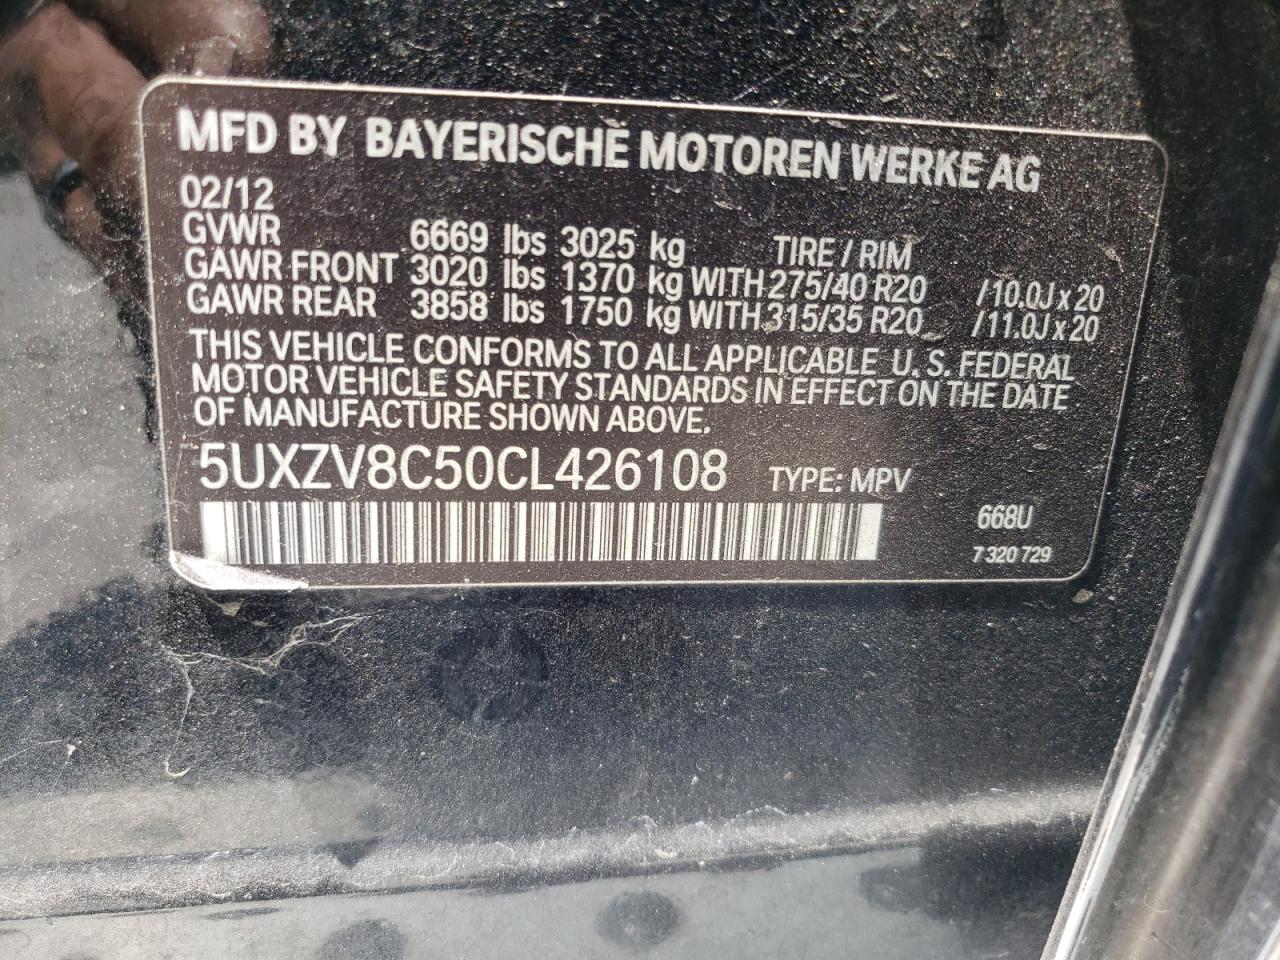 MFD BY BAYERISCHE MOTOREN WERKE AG
02/12
GVWR 6669 lbs 3025 kg TIRE / RIM
GAWR FRONT 3020 lbs 1370 kg WITH 275/40 R20 /10.0J x 20
GAWR REAR 3858 lbs 1750 kg WITH 315/35 R20 /11.0J x 20
THIS VEHICLE CONFORMS TO ALL APPLICABLE U.S. FEDERAL
MOTOR VEHICLE SAFETY STANDARDS IN EFFECT ON THE DATE
OF MANUFACTURE SHOWN ABOVE.
5UXZV8C50CL426108 TYPE: MPV
668U
7 320 729